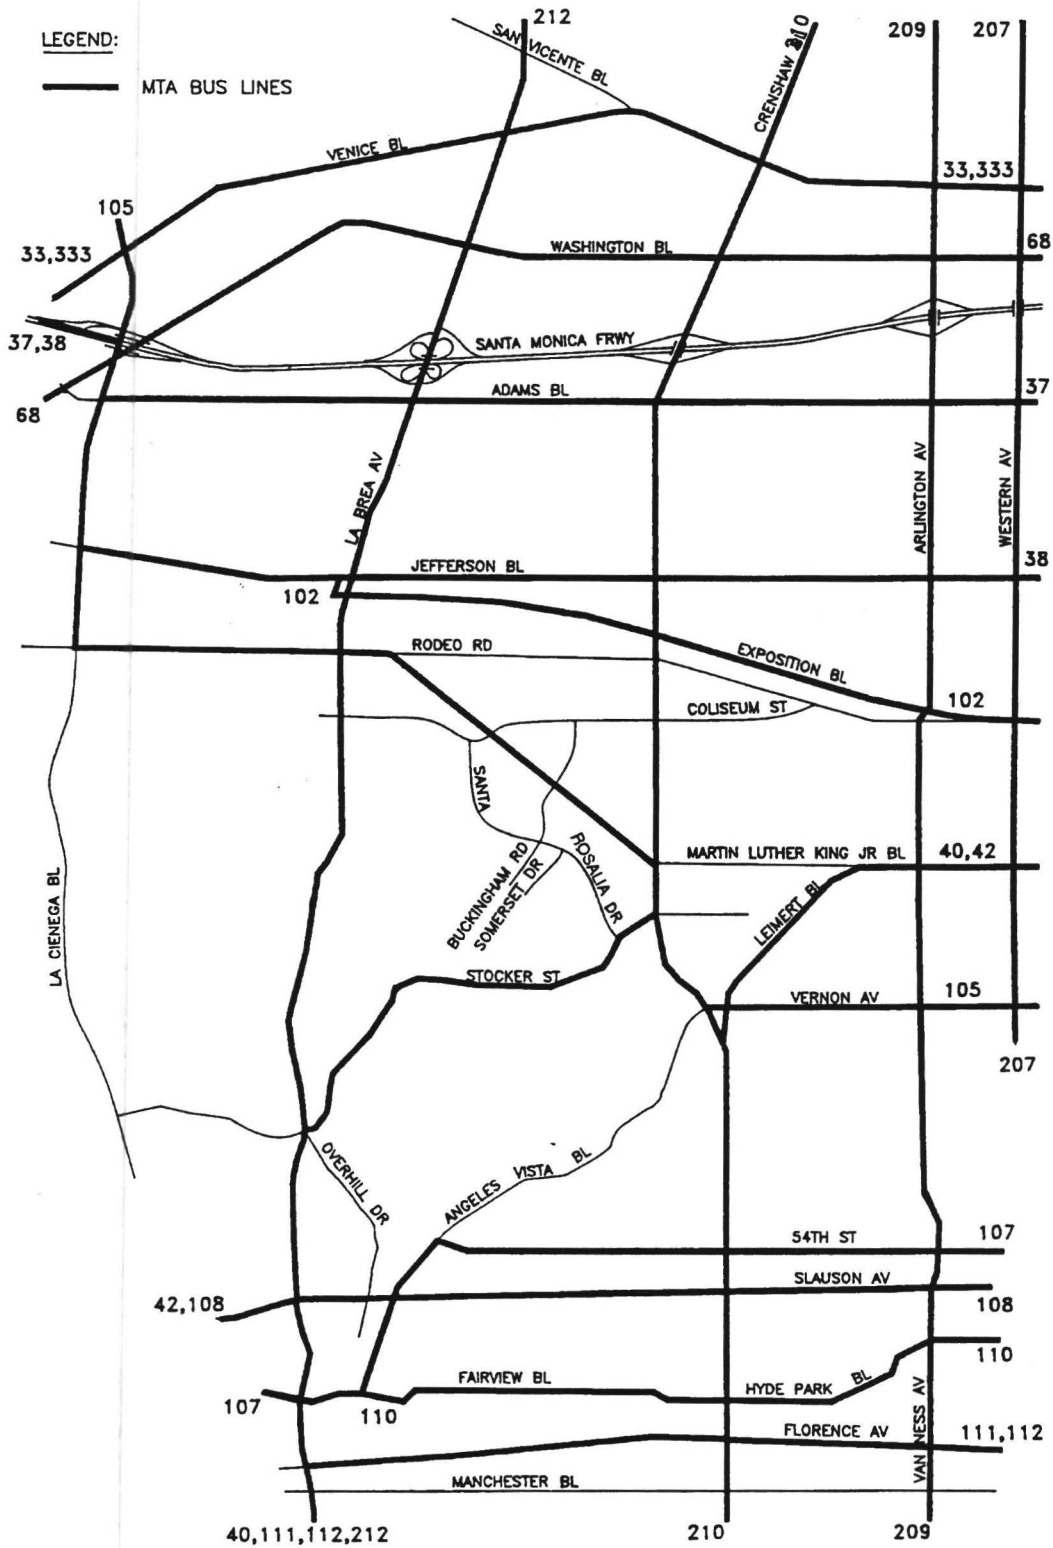 LEGEND:
MTA BUS LINES
212
SAN VICENTE BL
CRENSHAW BL
210
209
207
VENICE BL
33,333
105
33,333
WASHINGTON BL
68
37,38
SANTA MONICA FRWY
68
ADAMS BL
37
LA BREA AV
ARLINGTON AV
WESTERN AV
JEFFERSON BL
38
102
RODEO RD
EXPOSITION BL
COLISEUM ST
102
SANTA
ROSALIA DR
BUCKINGHAM RD
SOMERSET DR
MARTIN LUTHER KING JR BL
40,42
LEIMERT BL
LA CIENEGA BL
STOCKER ST
VERNON AV
105
207
OVERHILL DR
ANGELES VISTA BL
54TH ST
107
SLAUSON AV
42,108
108
110
FAIRVIEW BL
HYDE PARK BL
107
110
VAN NESS AV
FLORENCE AV
111,112
MANCHESTER BL
40,111,112,212
210
209